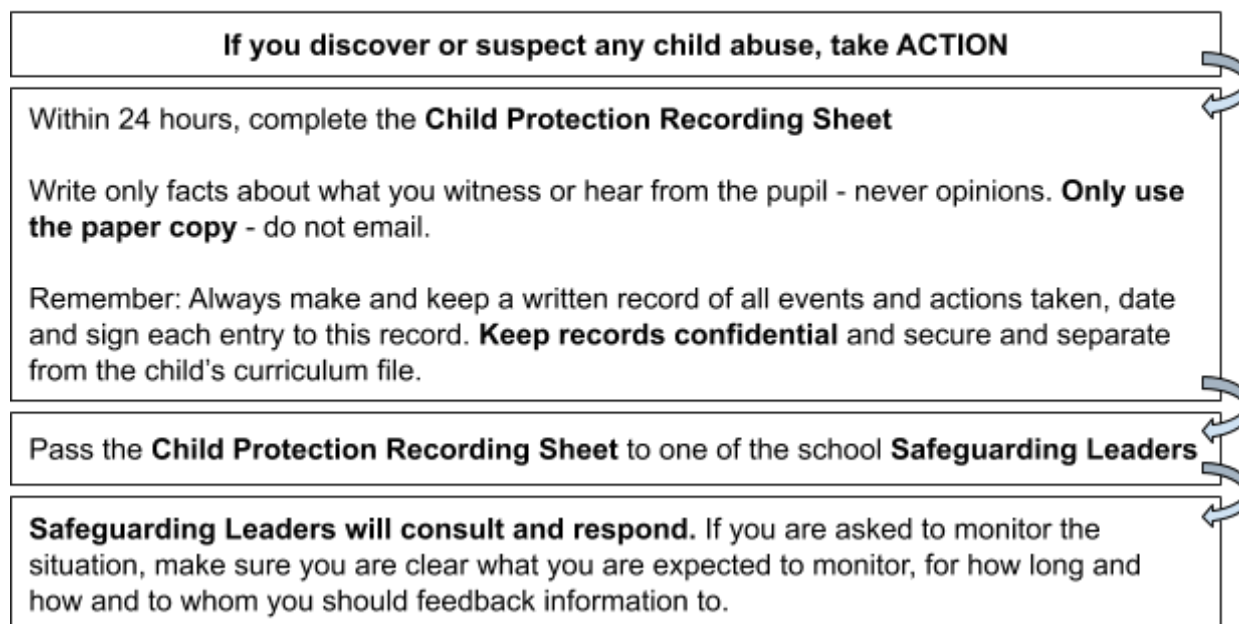 If you discover or suspect any child abuse, take ACTION
Within 24 hours, complete the Child Protection Recording Sheet
Write only facts about what you witness or hear from the pupil - never opinions. Only use
the paper copy - do not email.
Remember: Always make and keep a written record of all events and actions taken, date
and sign each entry to this record. Keep records confidential and secure and separate
from the child's curriculum file.
Pass the Child Protection Recording Sheet to one of the school Safeguarding Leaders
Safeguarding Leaders will consult and respond. If you are asked to monitor the
situation, make sure you are clear what you are expected to monitor, for how long and
how and to whom you should feedback information to.